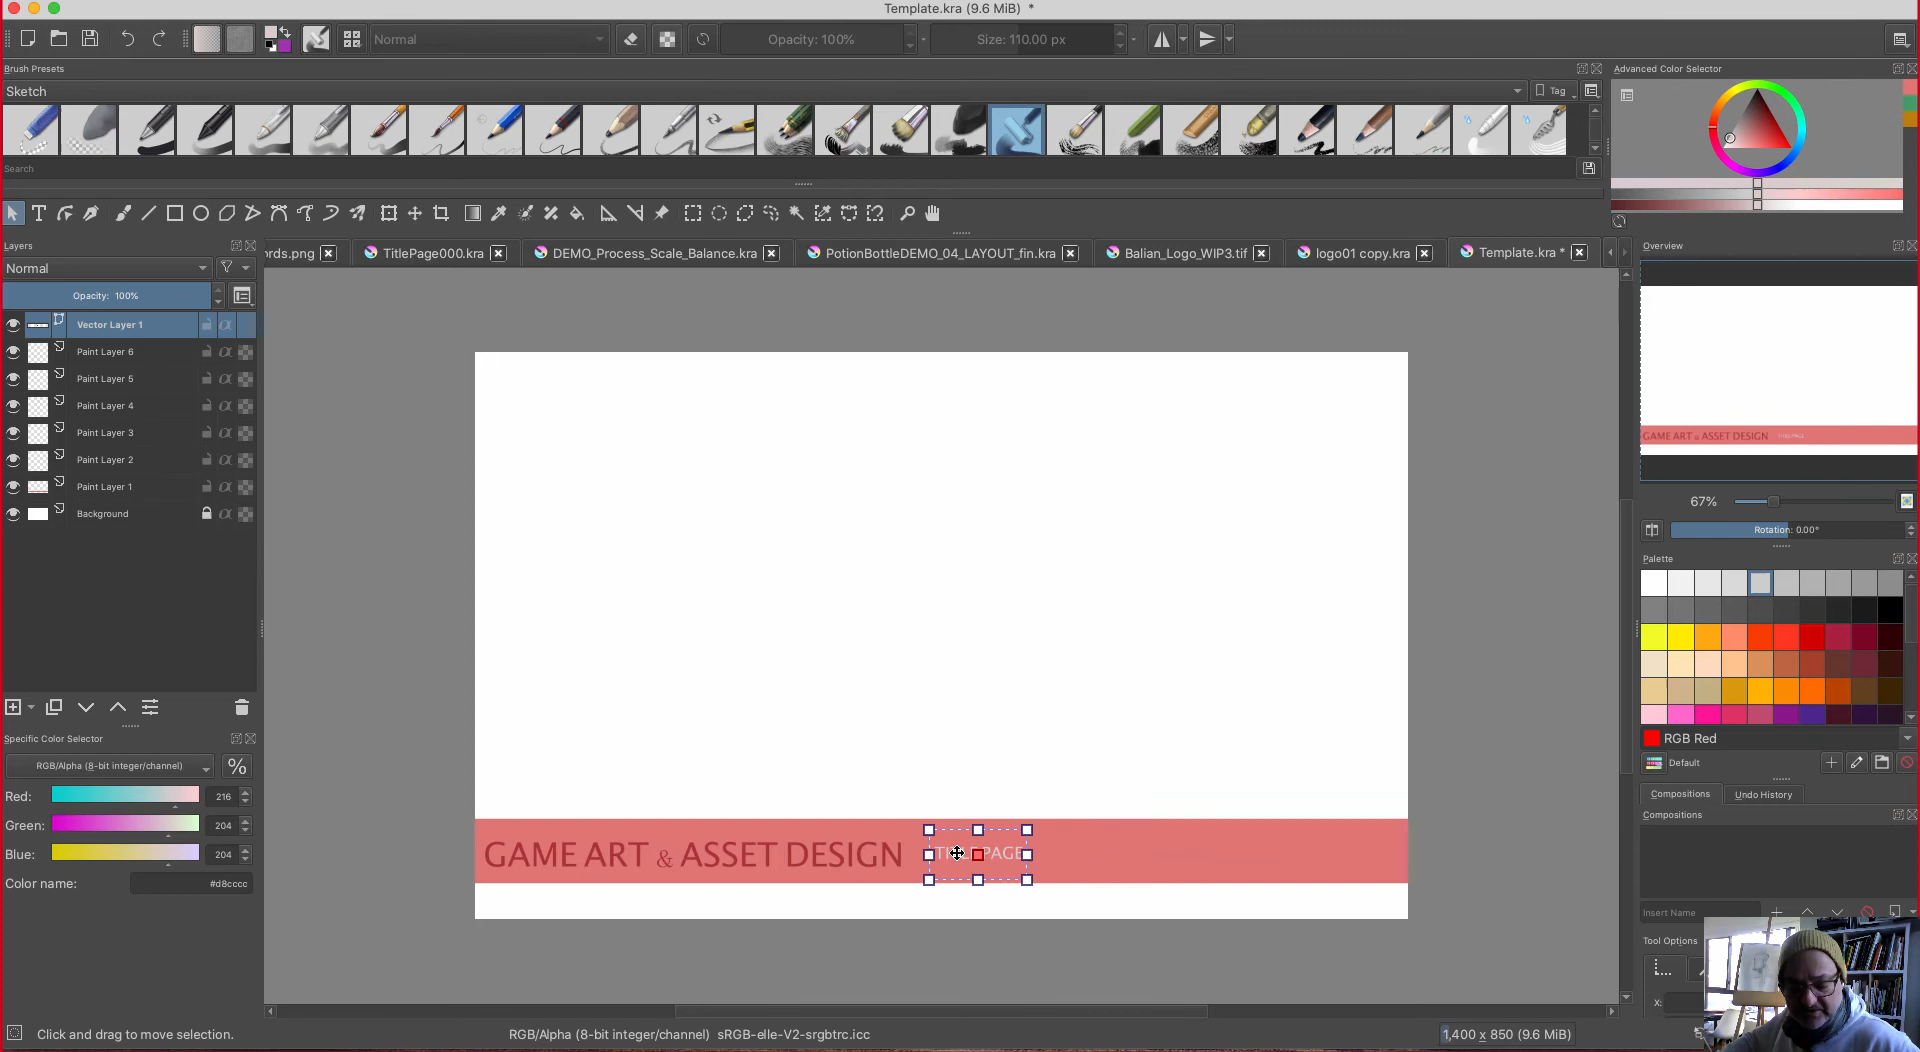 Template.kra (9.6 MiB) *
Normal
Opacity: 100%
Size: 110.00 px
Brush Presets
Advanced Color Selector
Sketch
Tag
Search
Layers
rds.png
TitlePage000.kra
DEMO_Process_Scale_Balance.kra
PotionBottleDEMO_04_LAYOUT_fin.kra
Balian_Logo_WIP3.tif
logo01 copy.kra
Template.kra *
Overview
Normal
Opacity: 100%
Vector Layer 1
Paint Layer 6
Paint Layer 5
Paint Layer 4
Paint Layer 3
Paint Layer 2
Paint Layer 1
Background
GAME ART & ASSET DESIGN
67%
Rotation: 0.00°
Palette
RGB Red
Default
Compositions
Undo History
Compositions
Insert Name
Tool Options
X:
Specific Color Selector
RGB/Alpha (8-bit integer/channel)
%
Red:
216
Green:
204
Blue:
204
Color name:
#d8cccc
GAME ART & ASSET DESIGN
TITLE PAGE
Click and drag to move selection.
RGB/Alpha (8-bit integer/channel) sRGB-elle-V2-srgbtrc.icc
1,400 x 850 (9.6 MiB)